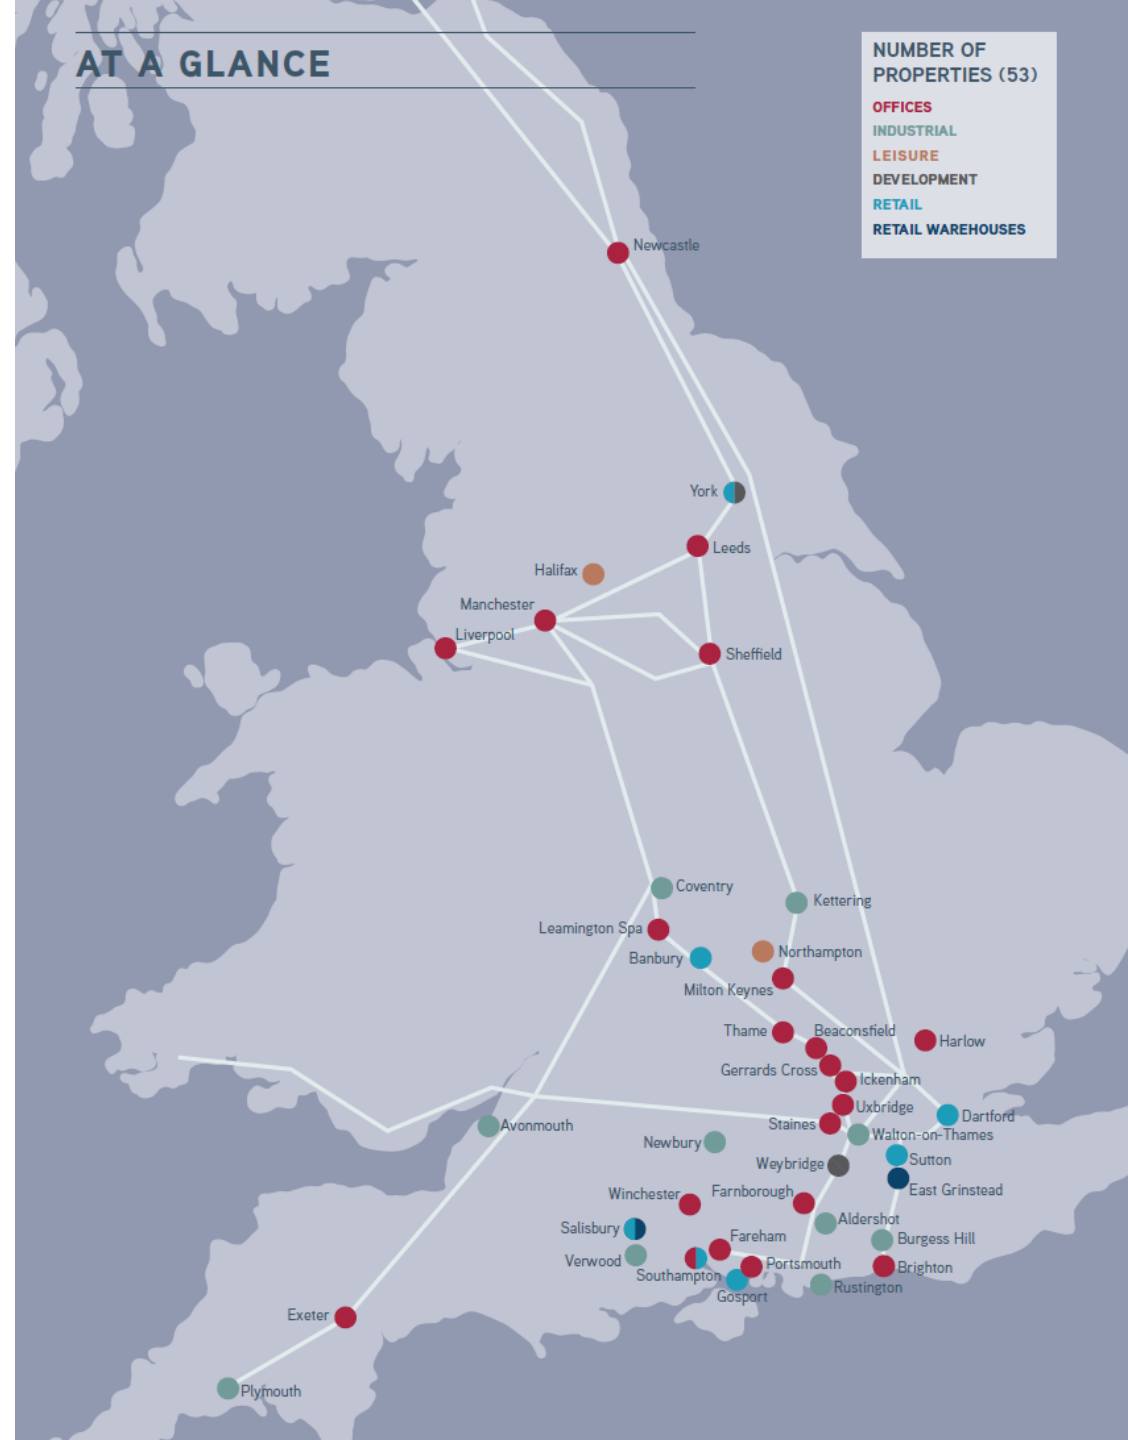 AT A GLANCE
NUMBER OF
PROPERTIES (53)
OFFICES
INDUSTRIAL
LEISURE
DEVELOPMENT
RETAIL
RETAIL WAREHOUSES
Newcastle
York
Leeds
Halifax
Manchester
Liverpool
Sheffield
Coventry
Kettering
Leamington Spa
Banbury
Northampton
Milton Keynes
Thame
Beaconsfield
Harlow
Gerrards Cross
Ickenham
Uxbridge
Dartford
Staines
Avonmouth
Walton-on-Thames
Newbury
Sutton
Weybridge
East Grinstead
Winchester
Farnborough
Aldershot
Salisbury
Fareham
Burgess Hill
Verwood
Portsmouth
Brighton
Southampton
Rustington
Gosport
Exeter
Plymouth